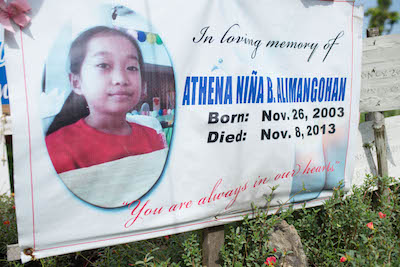 In loving memory of
ATHENA NIÑA B. ALIMANGOHAN
Born: Nov. 26, 2003
Died: Nov. 8, 2013
"You are always in our hearts"